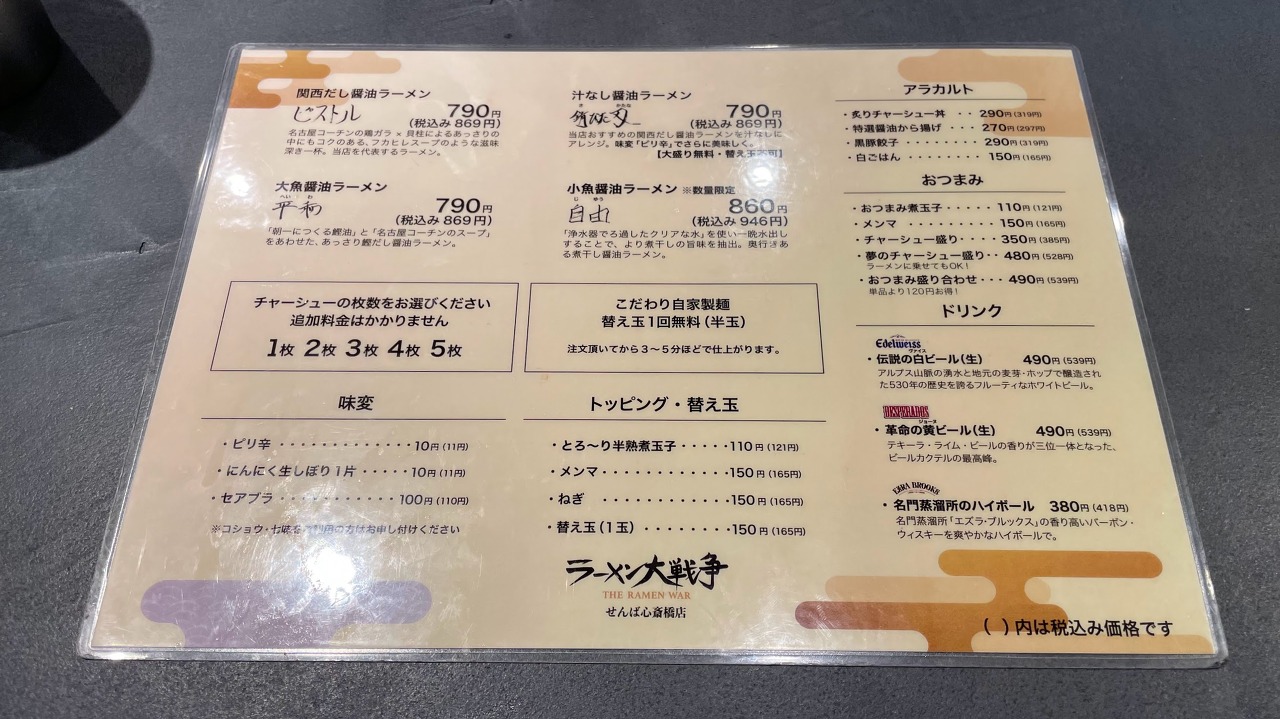 関西だし醤油ラーメン
ピストル
790円
(税込み869円)
名古屋コーチンの鶏ガラ × 貝柱によるあっさりの
中にもコクのある、フカヒレスープのような滋味
深き一杯。当店を代表するラーメン。
汁なし醤油ラーメン
790円
(税込み869円)
当店おすすめの関西だし醤油ラーメンを汁なしに
アレンジ。味変「ピリ辛」でさらに美味しく。
【大盛り無料・替え玉不可】
大魚醤油ラーメン
へい わ
平和
790円
(税込み869円)
「朝一につくる鰹油」と「名古屋コーチンのスープ」
をあわせた、あっさり鰹だし醤油ラーメン。
小魚醤油ラーメン ※数量限定
じ ゆう
自由
860円
(税込み946円)
「浄水器でろ過したクリアな水」を使い一晩水出し
することで、より煮干の旨味を抽出。奥行きあ
る煮干し醤油ラーメン。
チャーシューの枚数をお選びください
追加料金はかかりません
1枚 2枚 3枚 4枚 5枚
こだわり自家製麺
替え玉1回無料(半玉)
注文頂いてから3〜5分ほどで仕上がります。
味変
・ピリ辛 ・・・・・・・・・・・・・10円(11円)
・にんにく生しぼり1片 ・・・・・10円(11円)
・セアブラ ・・・・・・・・・・・100円(110円)
※コショウ・七味をご利用の方はお申し付けください
トッピング・替え玉
・とろ〜り半熟煮玉子・・・・・110円(121円)
・メンマ・・・・・・・・・・・・・150円(165円)
・ねぎ ・・・・・・・・・・・・・150円(165円)
・替え玉(1玉) ・・・・・・・・150円(165円)
ラーメン大戦争
THE RAMEN WAR
せんば心斎橋店
アラカルト
・炙りチャーシュー丼 ・・ 290円(319円)
・特選醤油から揚げ ・・・ 270円(297円)
・黒豚餃子 ・・・・・・・ 290円(319円)
・白ごはん ・・・・・・・・ 150円(165円)
おつまみ
・おつまみ煮玉子・・・・・ 110円(121円)
・メンマ ・・・・・・・・・ 150円(165円)
・チャーシュー盛り・・・・ 350円(385円)
・夢のチャーシュー盛り・・ 480円(528円)
ラーメンに乗せてもOK!
・おつまみ盛り合わせ・・・ 490円(539円)
単品より120円お得!
ドリンク
Edelweiss
ヴァイス
・伝説の白ビール(生) 490円(539円)
アルプス山脈の湧水と地元の麦芽・ホップで醸造され
た530年の歴史を誇るフルーティなホワイトビール。
DESPERADOS
ジョーヌ
・革命の黄ビール(生) 490円(539円)
テキーラ・ライム・ビールの香りが三位一体となった、
ビールカクテルの最高峰。
EZRA BROOKS
・名門蒸溜所のハイボール 380円(418円)
名門蒸溜所「エズラ・ブルックス」の香り高いバーボン・
ウィスキーを爽やかなハイボールで。
( )内は税込み価格です